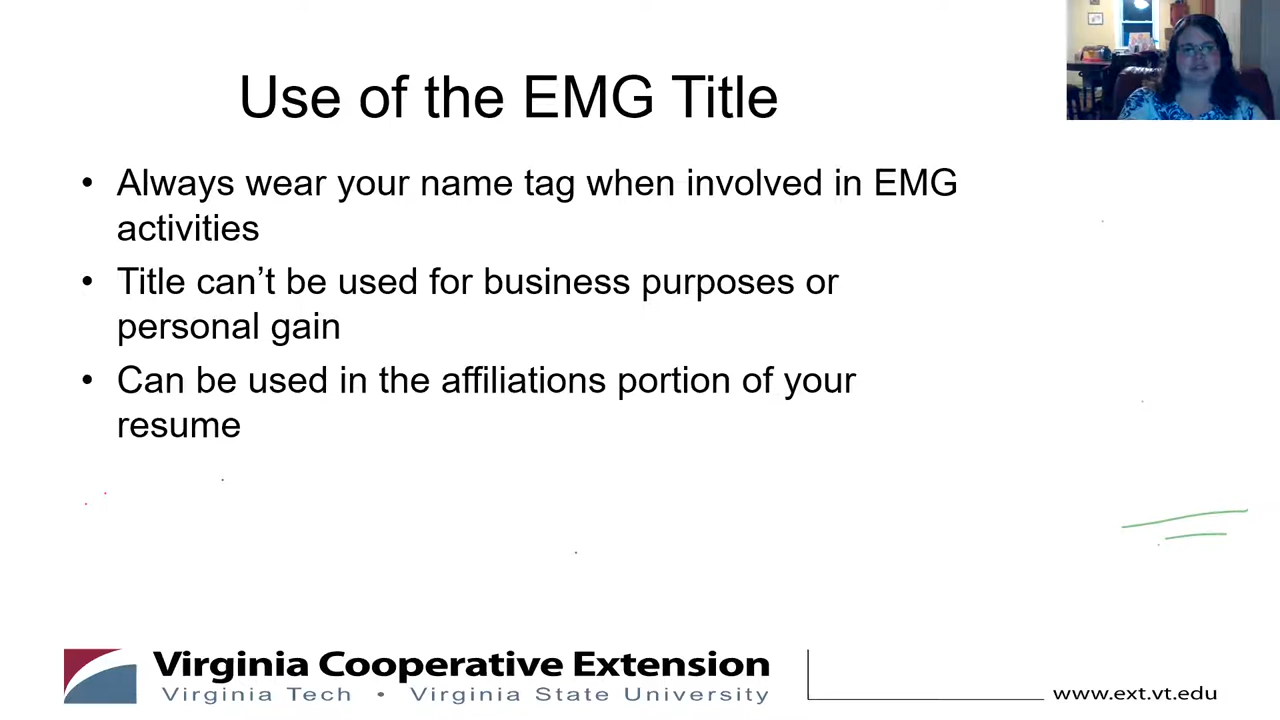 Use of the EMG Title
• Always wear your name tag when involved in EMG
activities
• Title can’t be used for business purposes or
personal gain
• Can be used in the affiliations portion of your
resume
Virginia Cooperative Extension
Virginia Tech • Virginia State University
www.ext.vt.edu